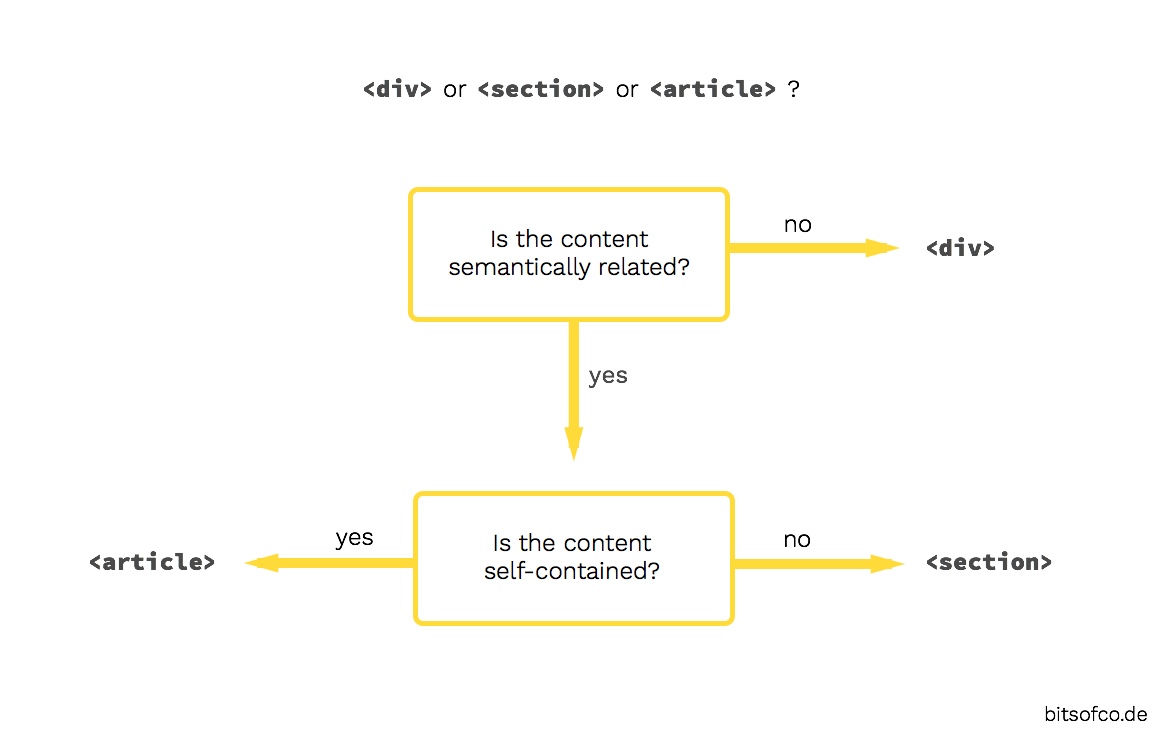 <div> or <section> or <article> ?
Is the content
semantically related?
no
<div>
yes
<article>
yes
Is the content
self-contained?
no
<section>
bitsofco.de